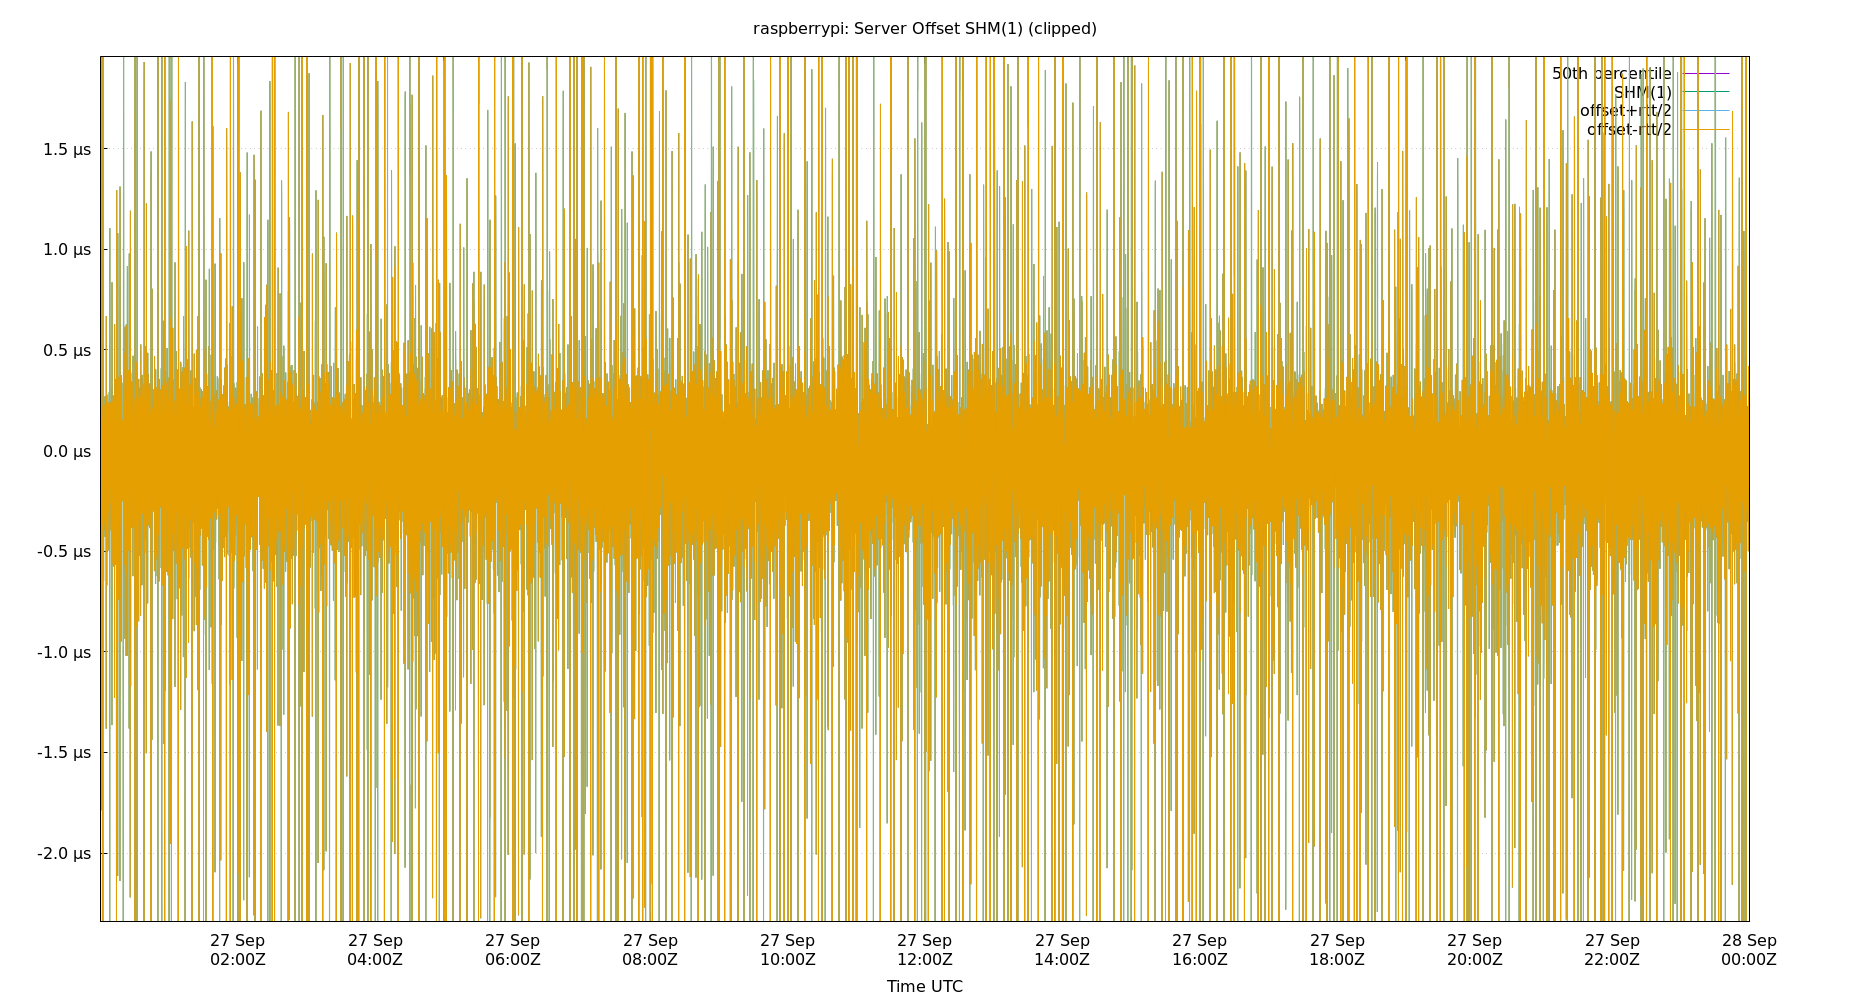 raspberrypi: Server Offset SHM(1) (clipped)
50th percentile
SHM(1)
offset+rtt/2
offset-rtt/2
1.5 µs
1.0 µs
0.5 µs
0.0 µs
-0.5 µs
-1.0 µs
-1.5 µs
-2.0 µs
27 Sep 27 Sep 27 Sep 27 Sep 27 Sep 27 Sep 27 Sep 27 Sep 27 Sep 27 Sep 27 Sep 28 Sep
02:00Z 04:00Z 06:00Z 08:00Z 10:00Z 12:00Z 14:00Z 16:00Z 18:00Z 20:00Z 22:00Z 00:00Z
Time UTC